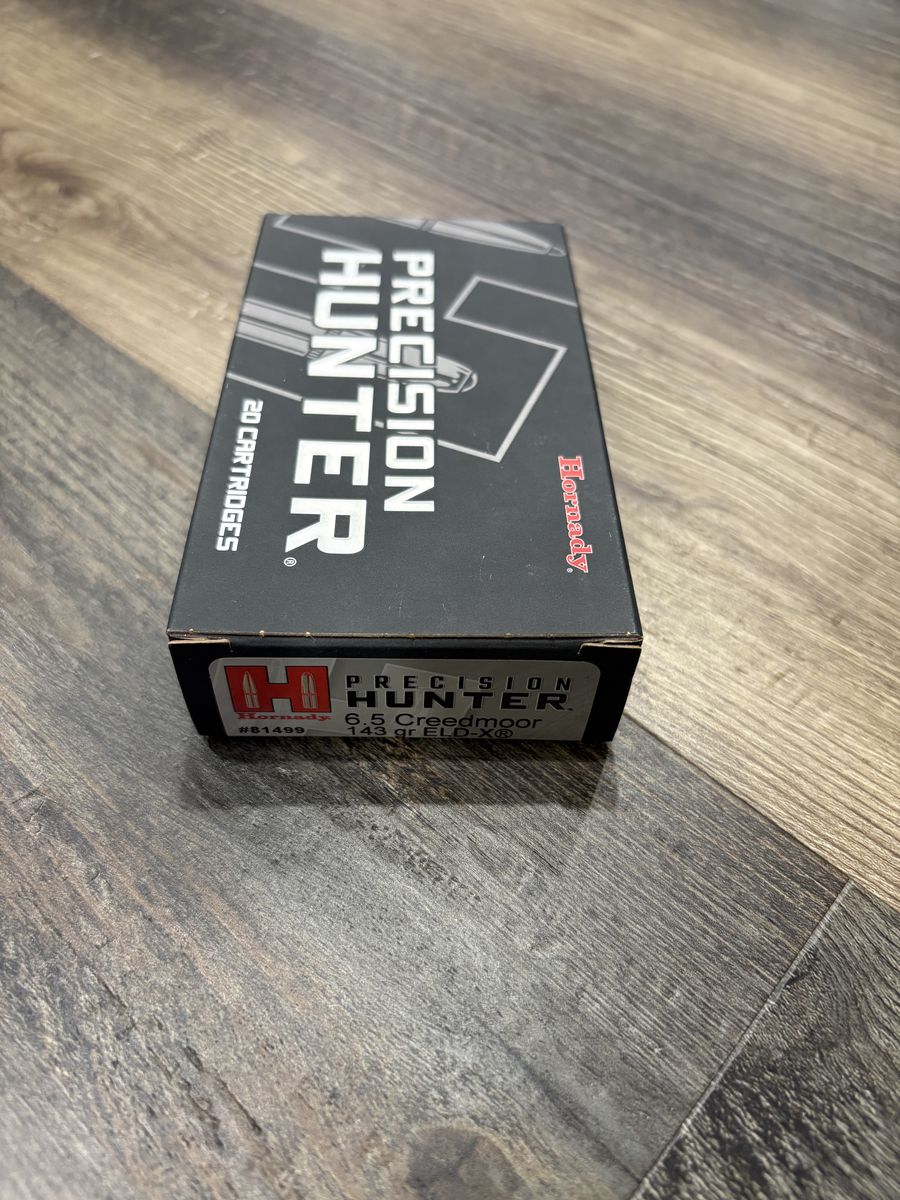 PRECISION
HUNTER®
20 CARTRIDGES
Hornady®
H
Hornady
#81499
PRECISION
HUNTER
6.5 Creedmoor
143 gr ELD-X®